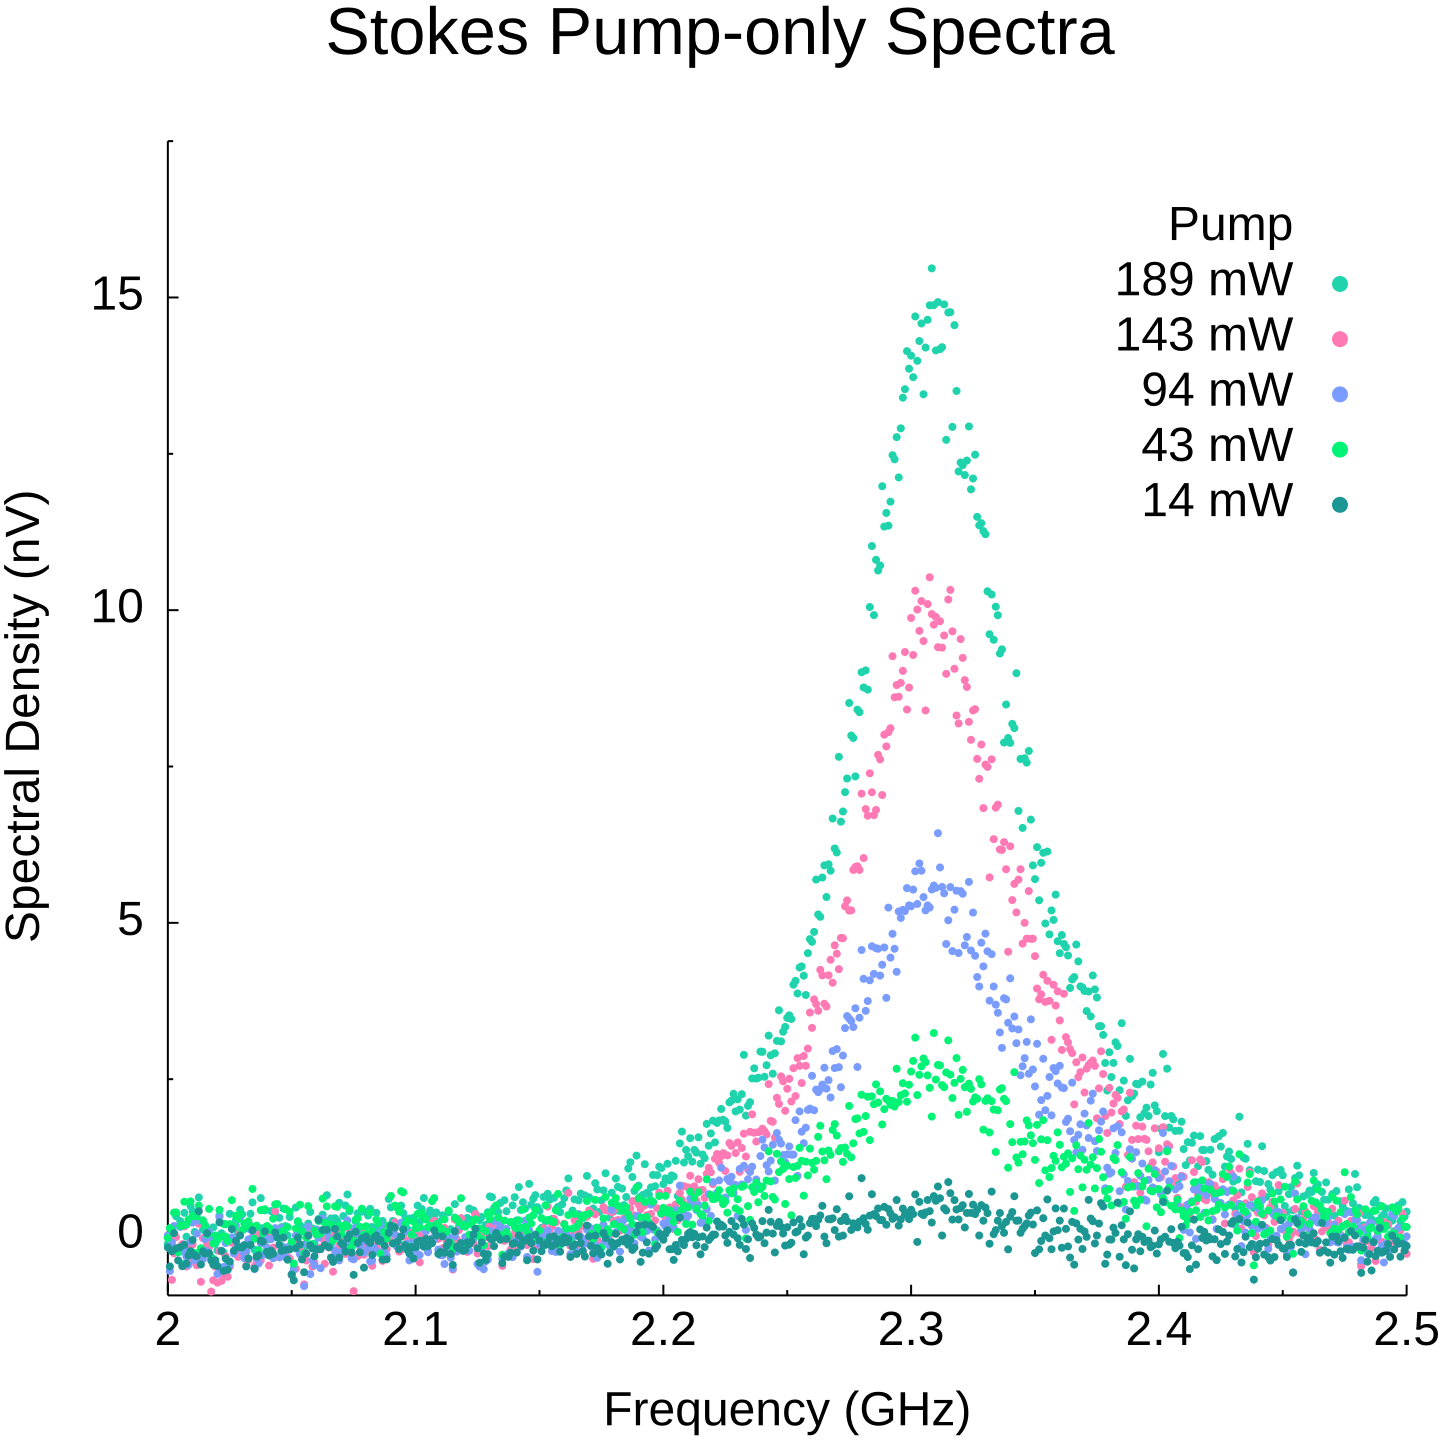 Stokes Pump-only Spectra
Pump
189 mW
143 mW
94 mW
43 mW
14 mW
15
10
5
0
Spectral Density (nV)
2 2.1 2.2 2.3 2.4 2.5
Frequency (GHz)